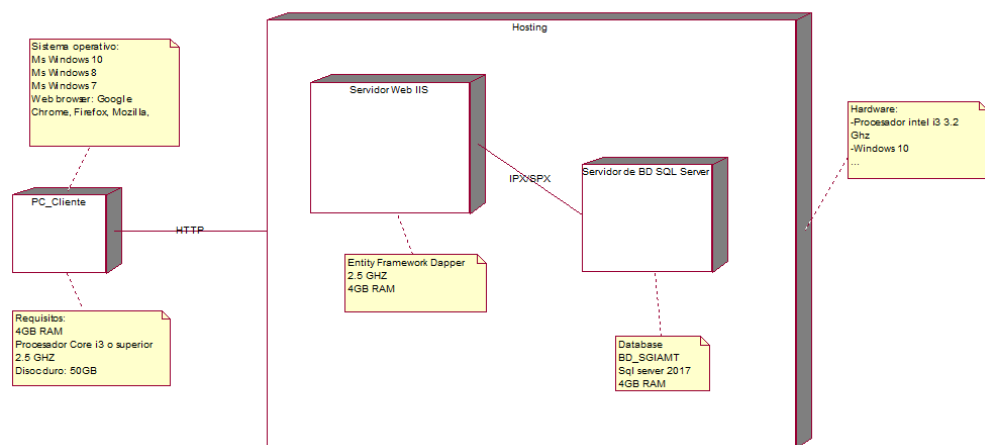 Hosting
Sistema operativo:
Ms Windows 10
Ms Windows 8
Ms Windows 7
Web browser: Google
Chrome, Firefox, Mozilla,
Servidor Web IIS
Hardware:
-Procesador intel i3 3.2
Ghz
-Windows 10
...
Servidor de BD SQL Server
IPX/SPX
PC_Cliente
HTTP
Entity Framework Dapper
2.5 GHZ
4GB RAM
Requisitos:
4GB RAM
Procesador Core i3 o superior
2.5 GHZ
Disoc duro: 50GB
Database
BD_SGIAMT
Sql server 2017
4GB RAM